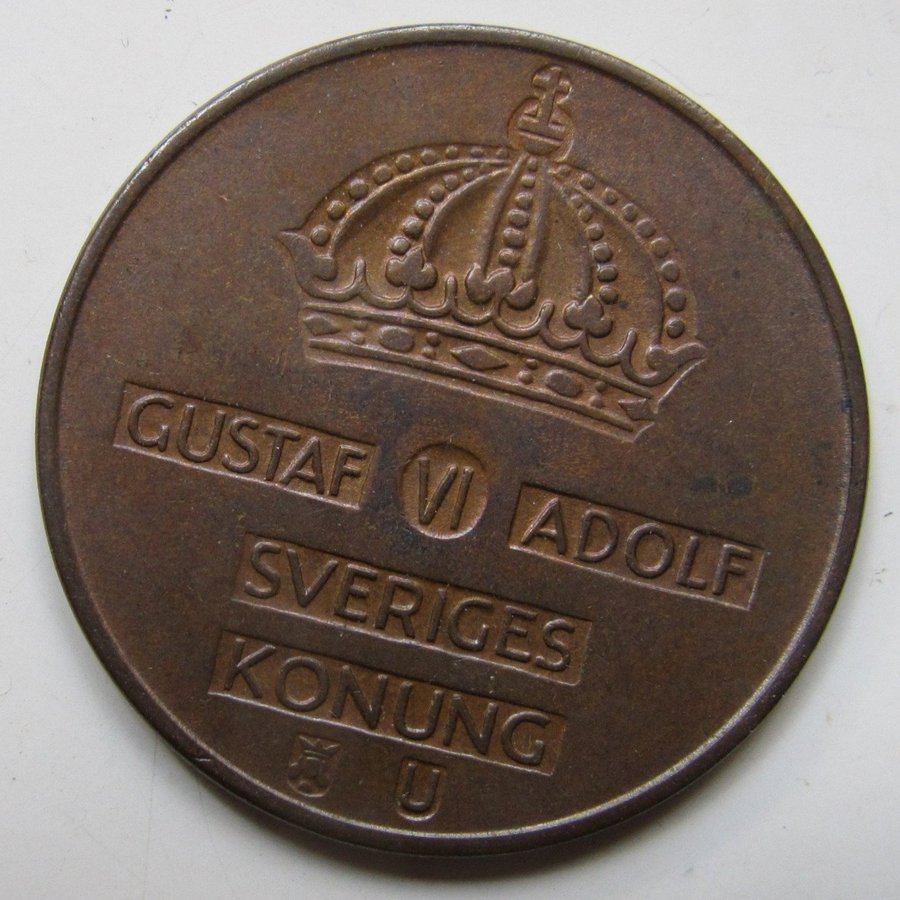 GUSTAF VI ADOLF
SVERIGES
KONUNG
U